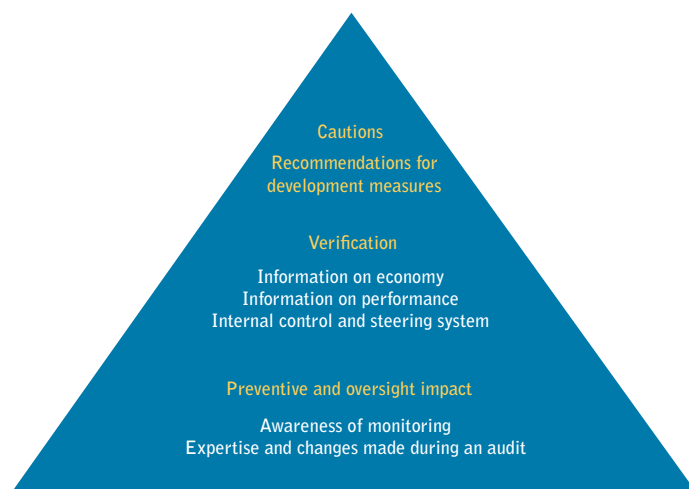 Cautions
Recommendations for
development measures
Verification
Information on economy
Information on performance
Internal control and steering system
Preventive and oversight impact
Awareness of monitoring
Expertise and changes made during an audit